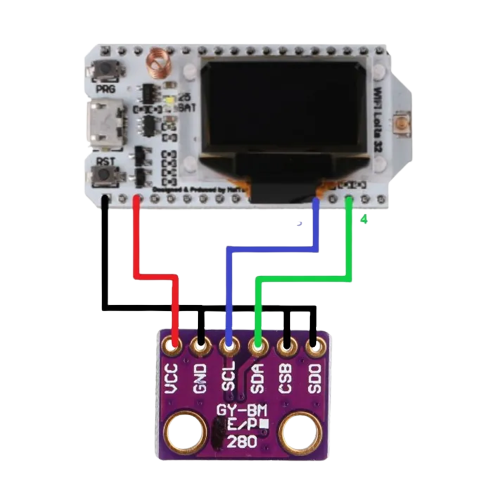 PRG
25
BAT
RST
WIFI LoRa 32
Designed & Produced by HelT
4
VCC
GND
SCL
SDA
CSB
SDO
GY-BM
E/P
280